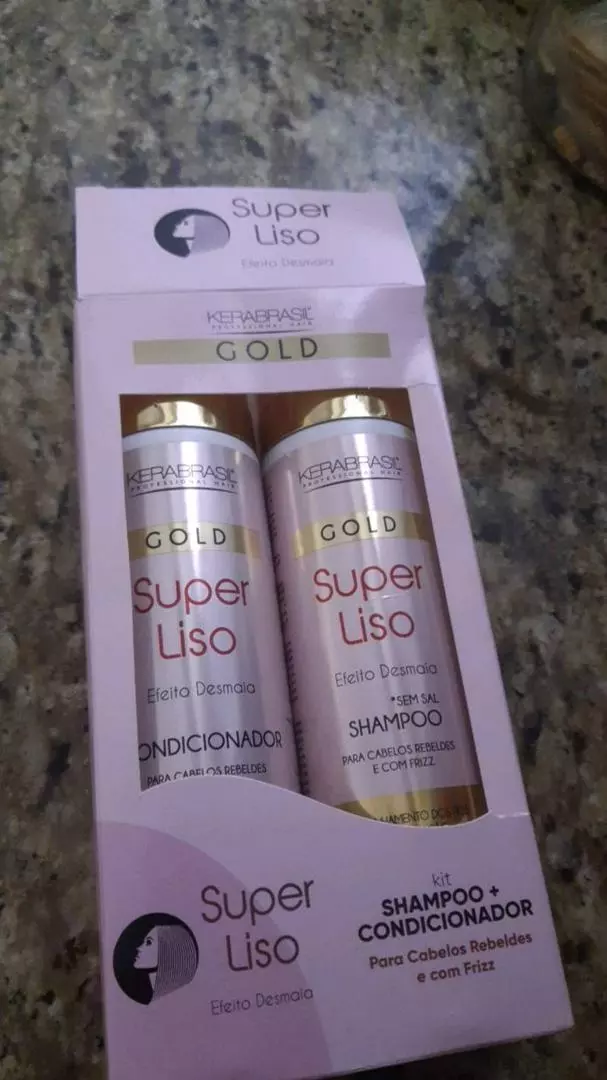 Super
Liso
Efeito Desmaia
KERABRASIL
PROFESSIONAL HAIR
GOLD
KERABRASIL
PROFESSIONAL HAIR
GOLD
Super
Liso
Efeito Desmaia
ONDICIONADOR
PARA CABELOS REBELDES
KERABRASIL
PROFESSIONAL HAIR
GOLD
Super
Liso
Efeito Desmaia
*SEM SAL
SHAMPOO
PARA CABELOS REBELDES
E COM FRIZZ
Super
Liso
Efeito Desmaia
kit
SHAMPOO +
CONDICIONADOR
Para Cabelos Rebeldes
e com Frizz